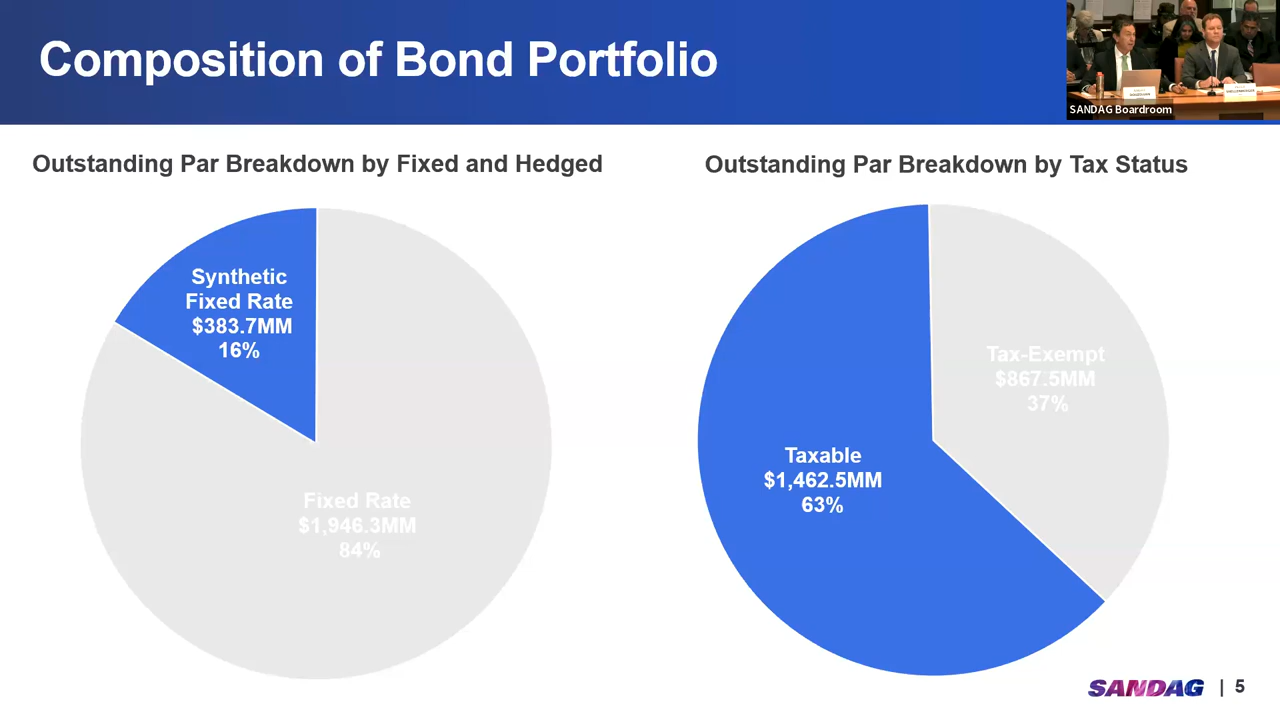 Composition of Bond Portfolio
SANDAG Boardroom
Outstanding Par Breakdown by Fixed and Hedged
Synthetic
Fixed Rate
$383.7MM
16%
Fixed Rate
$1,946.3MM
84%
Outstanding Par Breakdown by Tax Status
Tax-Exempt
$867.5MM
37%
Taxable
$1,462.5MM
63%
SANDAG | 5